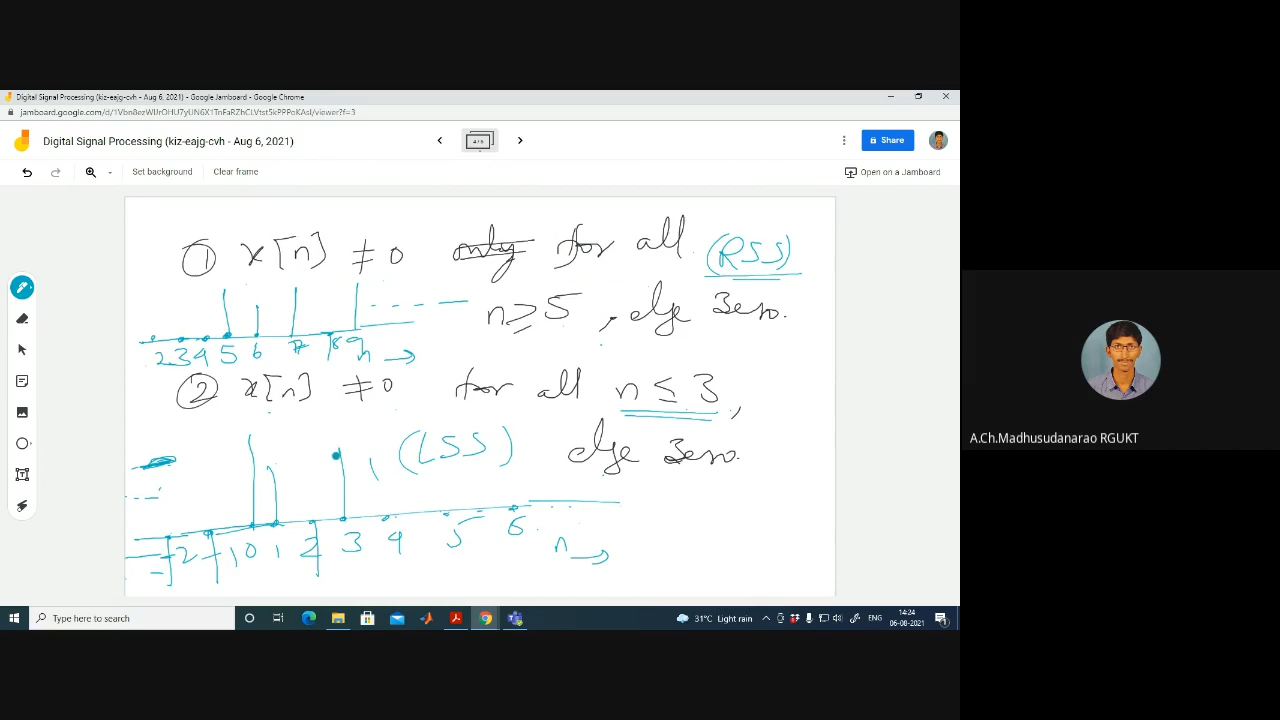 Digital Signal Processing (kiz-eajg-cvh - Aug 6, 2021) - Google Jamboard - Google Chrome
Digital Signal Processing (kiz-eajg-cvh - Aug 6, 2021)
4 / 6
Share
Set background
Clear frame
Open on a Jamboard
① x[n] ≠ 0 only for all (RSS)
n ≥ 5, else zero.
2 3 4 5 6 7 8 9 n →
② x[n] ≠ 0 for all n ≤ 3,
(LSS) else zero.
-2 -1 0 1 2 3 4 5 6 n →
A.Ch.Madhusudanarao RGUKT
Type here to search
31°C Light rain
ENG
14:24
06-08-2021